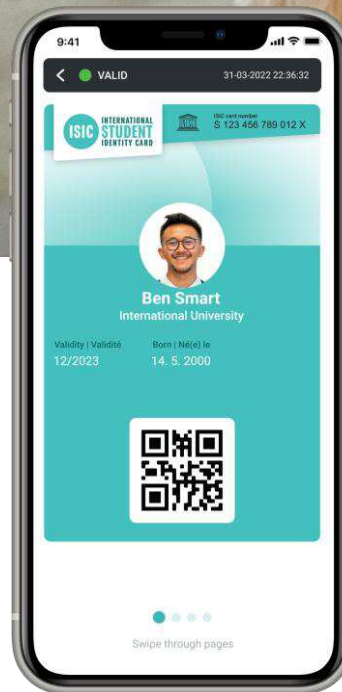 9:41
VALID 31-03-2022 22:36:32
ISIC INTERNATIONAL STUDENT IDENTITY CARD
ISIC card number
S 123 456 789 012 X
Ben Smart
International University
Validity | Validité Born | Né(e) le
12/2023 14. 5. 2000
Swipe through pages